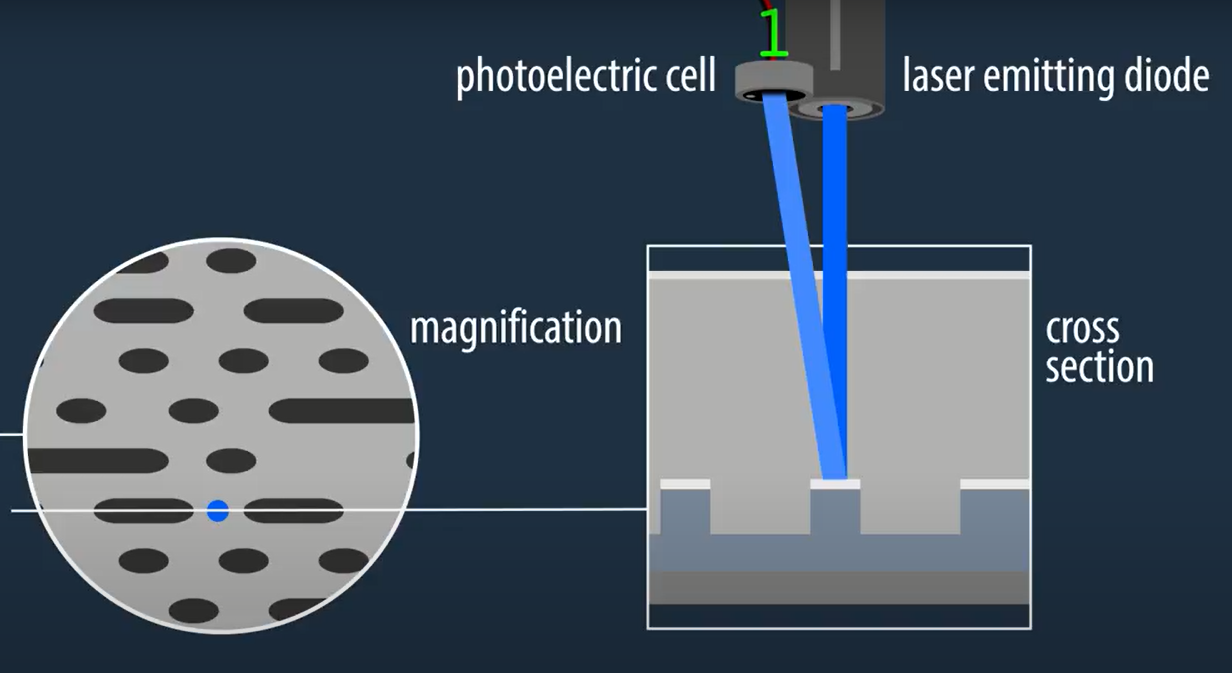 1
photoelectric cell
laser emitting diode
magnification
cross
section